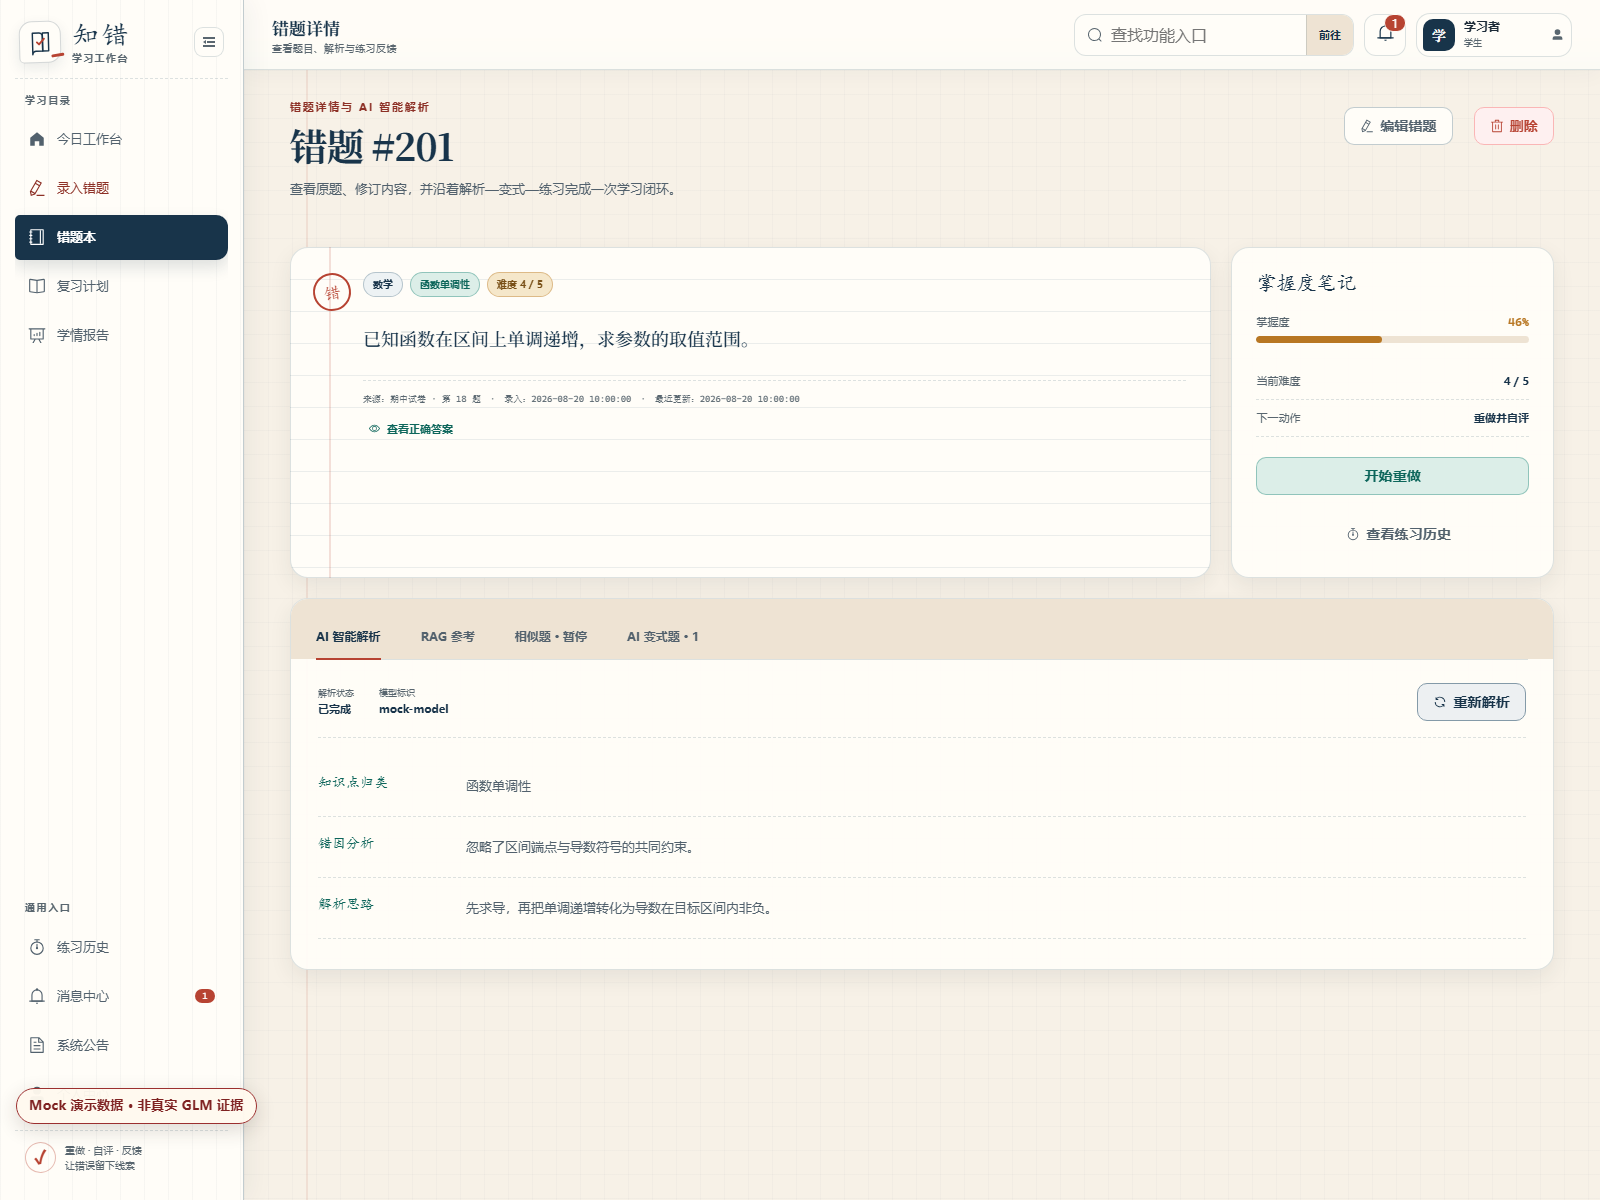 知错
学习工作台
学习目录
今日工作台
录入错题
错题本
复习计划
学情报告
通用入口
练习历史
消息中心
1
系统公告
Mock 演示数据 • 非真实 GLM 证据
重做 · 自评 · 反馈
让错误留下线索
错题详情
查看题目、解析与练习反馈
查找功能入口
前往
1
学
学习者
学生
错题详情与 AI 智能解析
错题 #201
查看原题、修订内容，并沿着解析—变式—练习完成一次学习闭环。
编辑错题
删除
错
数学
函数单调性
难度 4 / 5
已知函数在区间上单调递增，求参数的取值范围。
来源：期中试卷 · 第 18 题 · 录入：2026-08-20 10:00:00 · 最近更新：2026-08-20 10:00:00
查看正确答案
掌握度笔记
掌握度
46%
当前难度
4 / 5
下一动作
重做并自评
开始重做
查看练习历史
AI 智能解析
RAG 参考
相似题 • 暂停
AI 变式题 • 1
解析状态
已完成
模型标识
mock-model
重新解析
知识点归类
函数单调性
错因分析
忽略了区间端点与导数符号的共同约束。
解析思路
先求导，再把单调递增转化为导数在目标区间内非负。